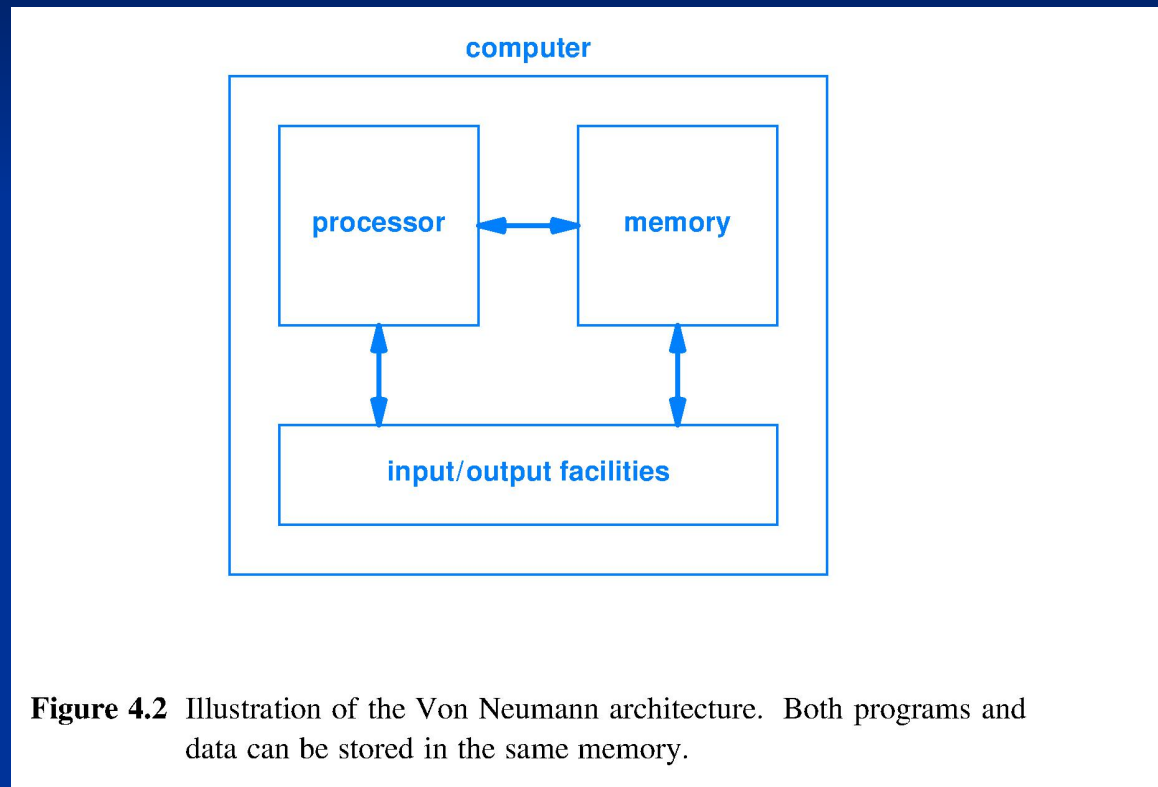 computer
processor
memory
input/output facilities
Figure 4.2 Illustration of the Von Neumann architecture. Both programs and
data can be stored in the same memory.